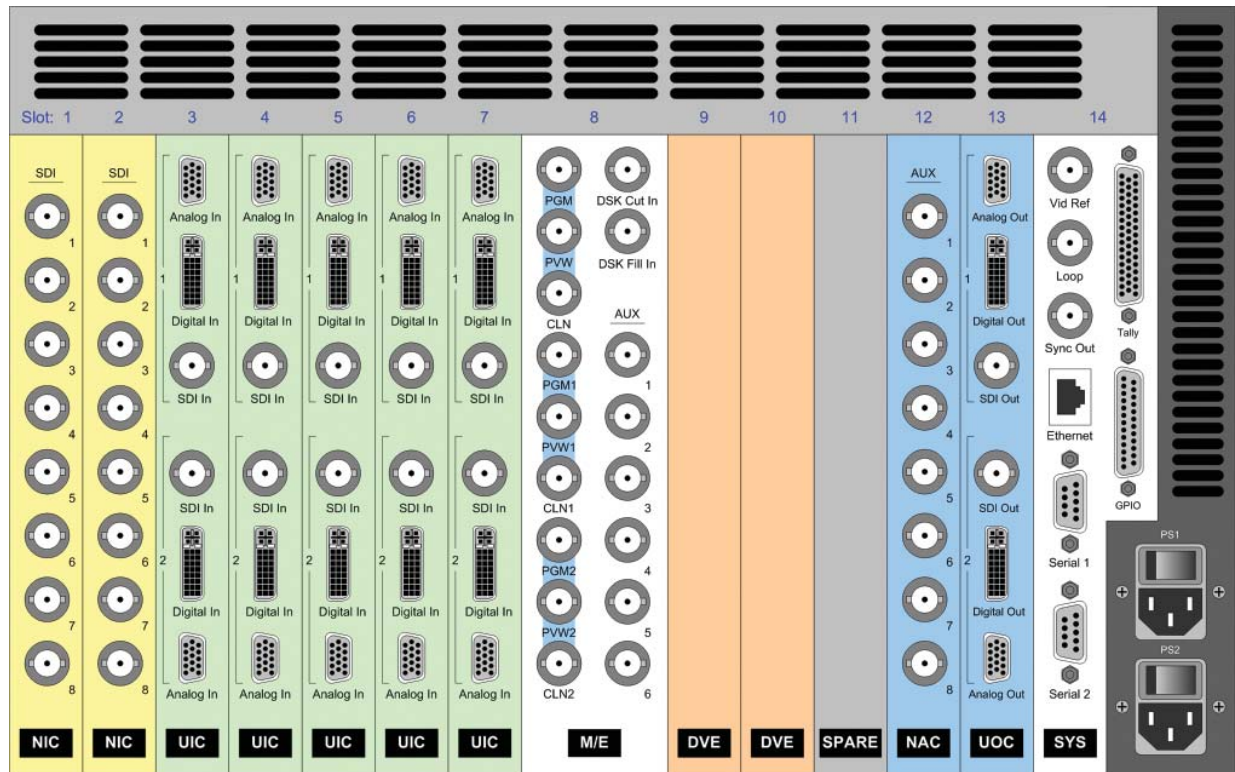 Slot: 1 2 3 4 5 6 7 8 9 10 11 12 13 14
SDI
1
2
3
4
5
6
7
8
NIC
SDI
1
2
3
4
5
6
7
8
NIC
Analog In
1
Digital In
SDI In
SDI In
2
Digital In
Analog In
UIC
Analog In
1
Digital In
SDI In
SDI In
2
Digital In
Analog In
UIC
Analog In
1
Digital In
SDI In
SDI In
2
Digital In
Analog In
UIC
Analog In
1
Digital In
SDI In
SDI In
2
Digital In
Analog In
UIC
Analog In
1
Digital In
SDI In
SDI In
2
Digital In
Analog In
UIC
PGM
PVW
CLN
PGM1
PVW1
CLN1
PGM2
PVW2
CLN2
DSK Cut In
DSK Fill In
AUX
1
2
3
4
5
6
M/E
DVE
DVE
SPARE
AUX
1
2
3
4
5
6
7
8
NAC
Analog Out
1
Digital Out
SDI Out
SDI Out
2
Digital Out
Analog Out
UOC
Vid Ref
Loop
Sync Out
Ethernet
Serial 1
Serial 2
SYS
Tally
GPIO
PS1
PS2